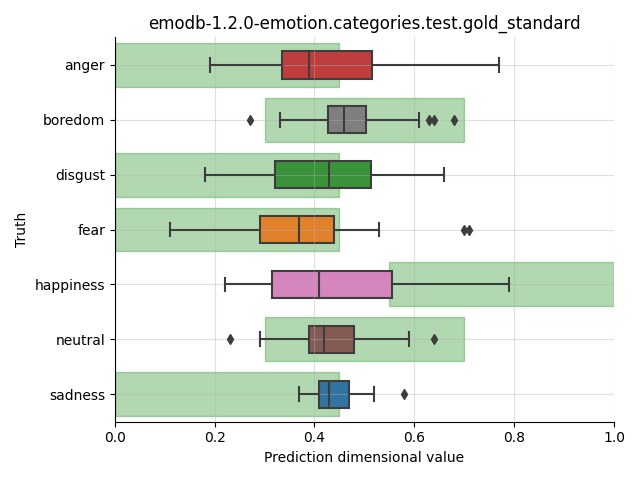 emodb-1.2.0-emotion.categories.test.gold_standard
Truth
anger
boredom
disgust
fear
happiness
neutral
sadness
0.0 0.2 0.4 0.6 0.8 1.0
Prediction dimensional value